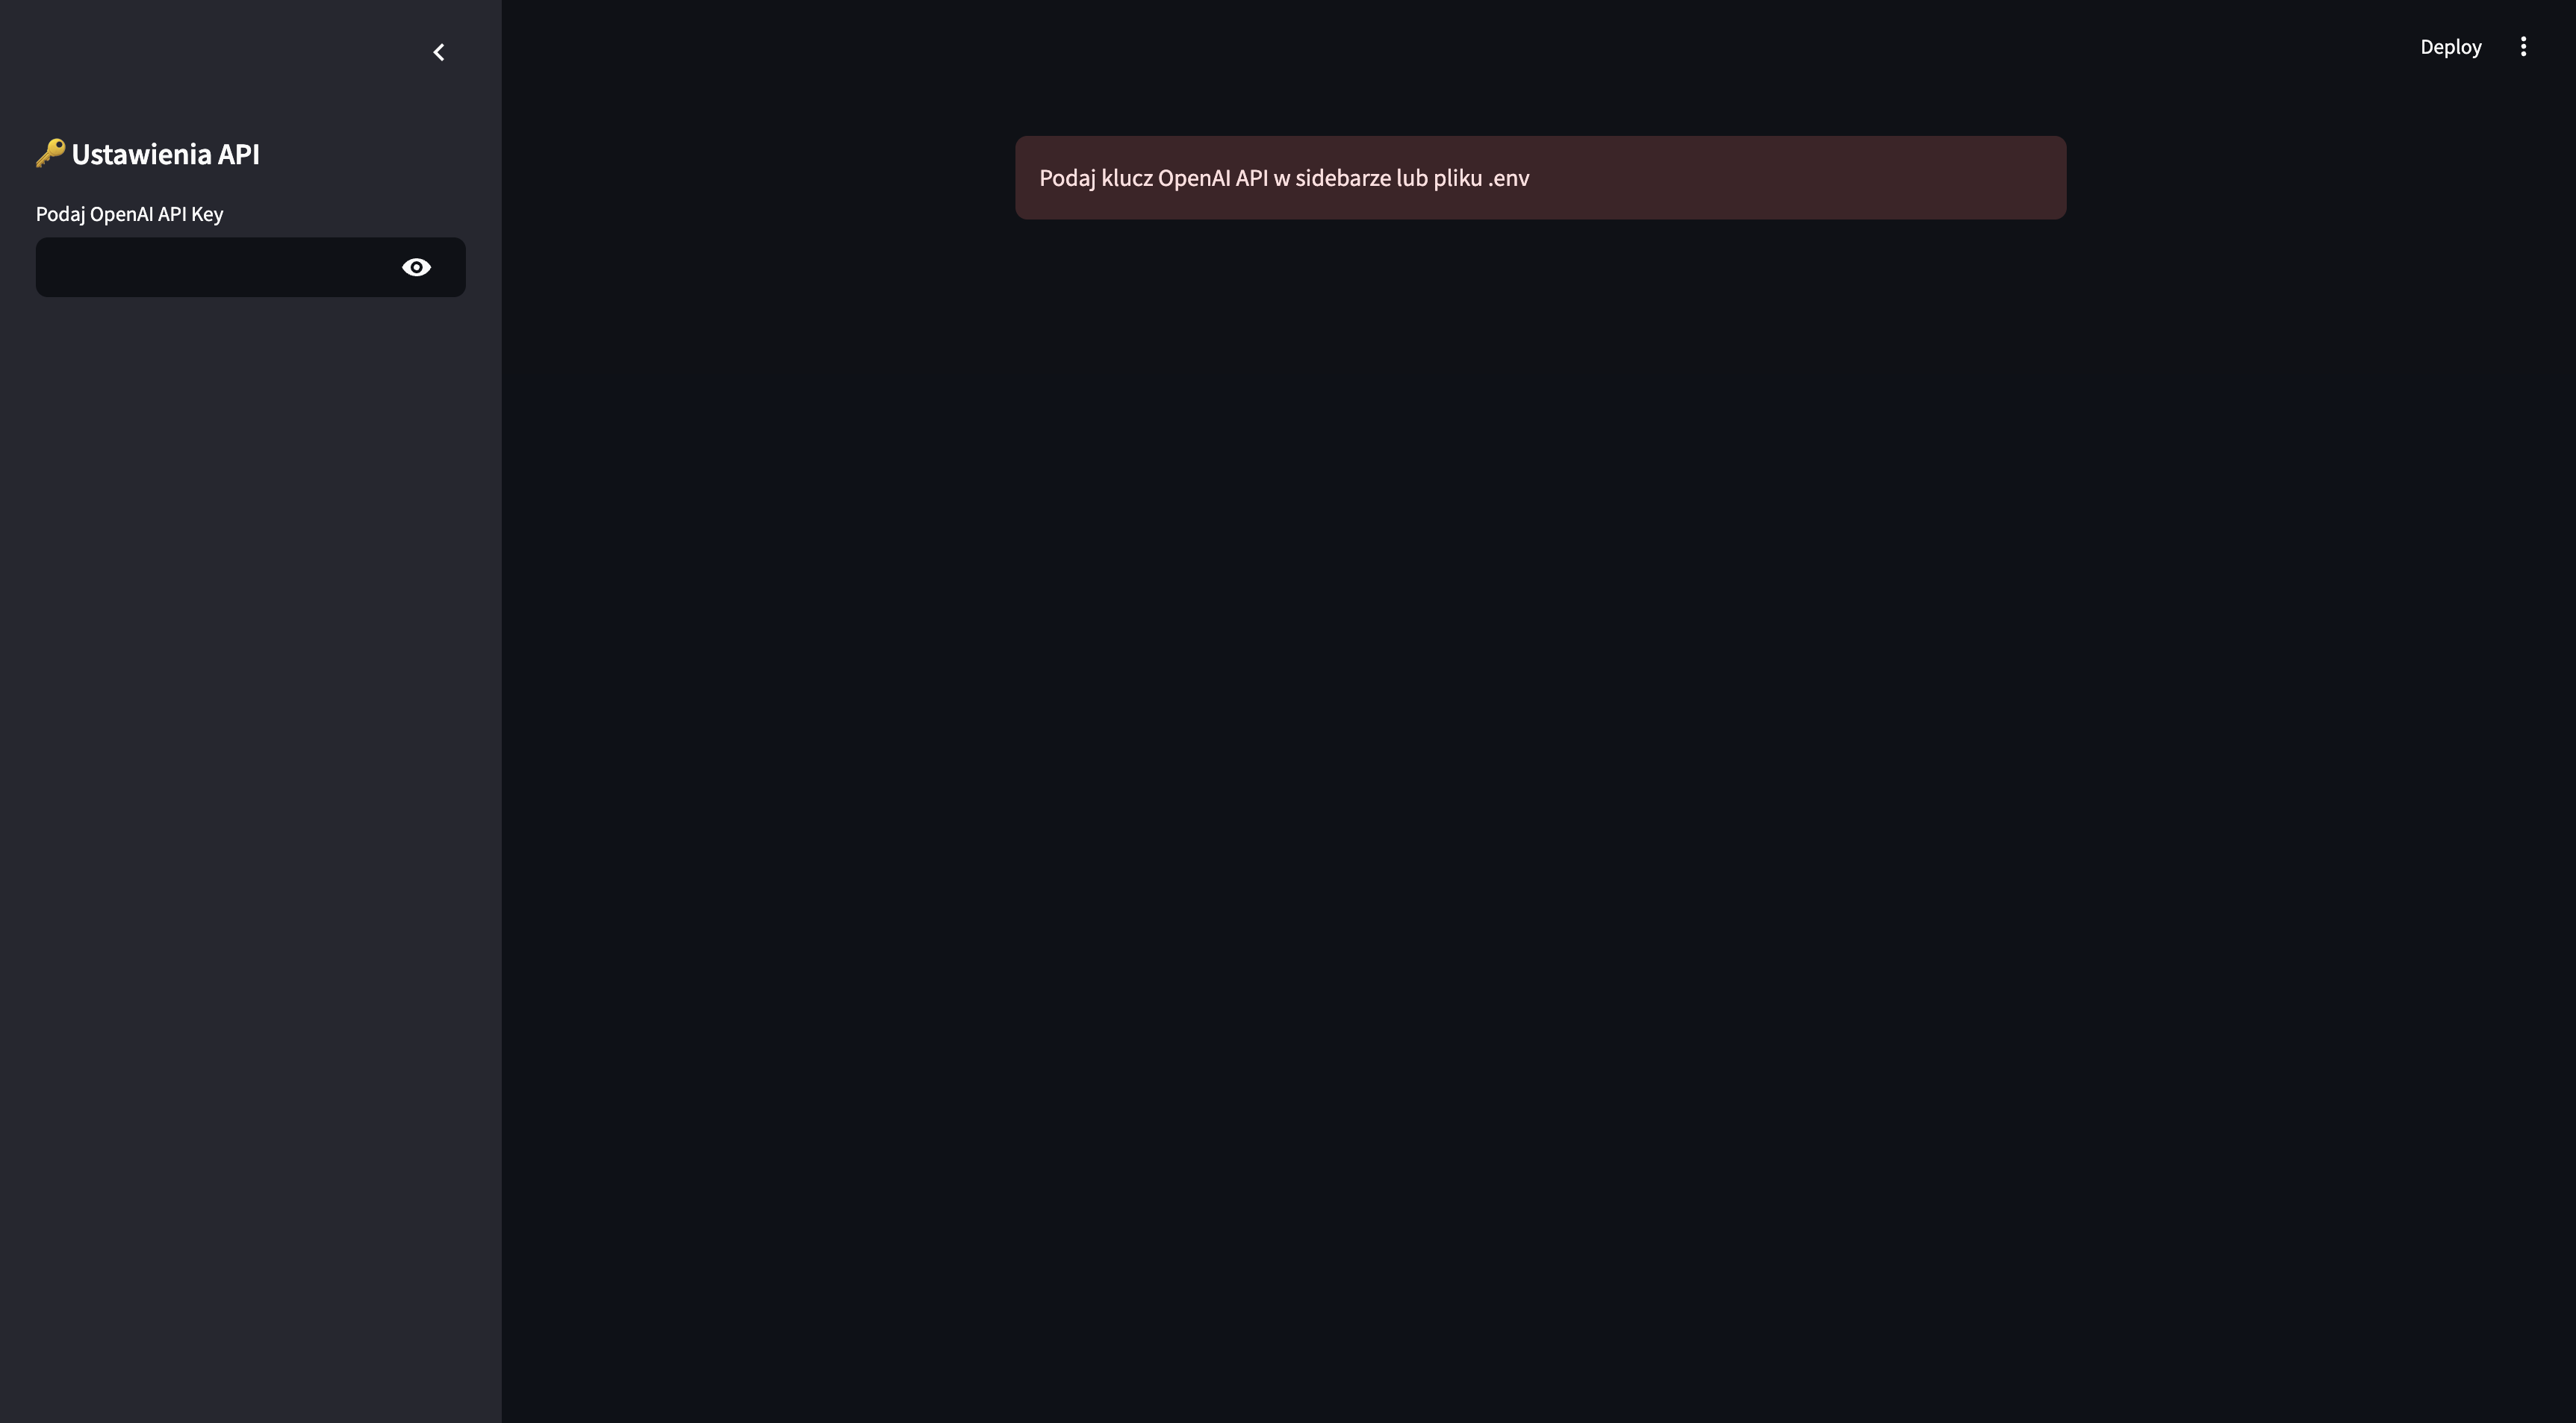 🔑 Ustawienia API
Podaj OpenAI API Key
Deploy
Podaj klucz OpenAI API w sidebarze lub pliku .env